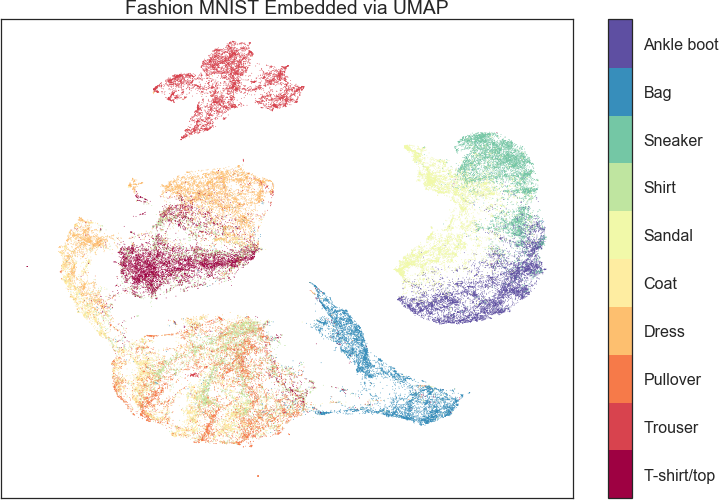 Fashion MNIST Embedded via UMAP
Ankle boot
Bag
Sneaker
Shirt
Sandal
Coat
Dress
Pullover
Trouser
T-shirt/top